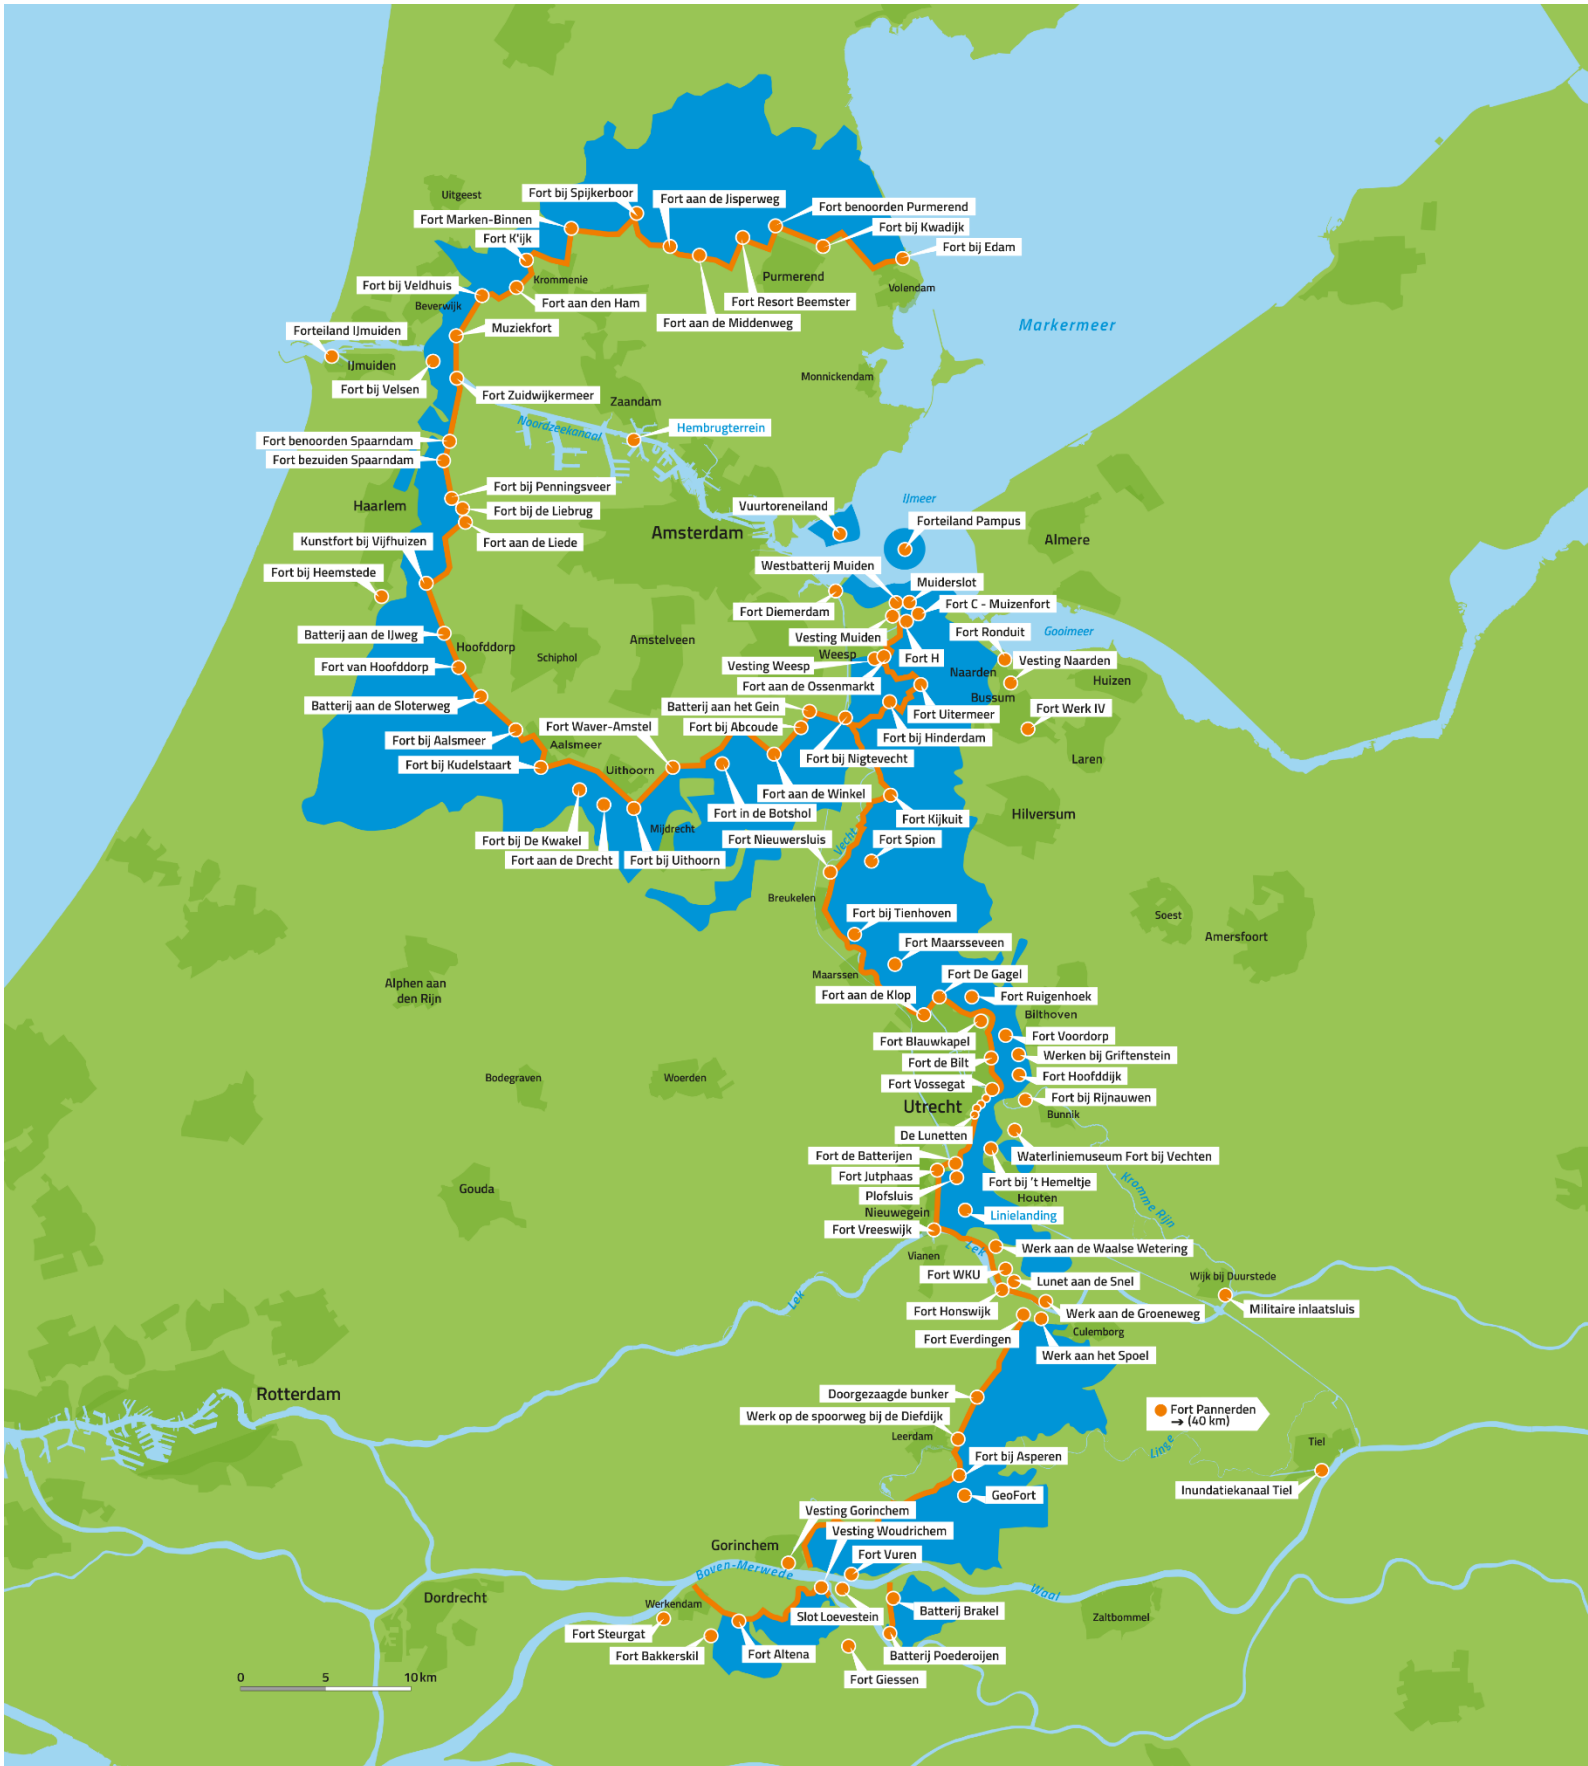 Uitgeest
Fort bij Spijkerboor
Fort aan de Jisperweg
Fort benoorden Purmerend
Fort Marken-Binnen
Fort bij Kwadijk
Fort K'ijk
Fort bij Edam
Krommenie
Purmerend
Volendam
Fort bij Veldhuis
Beverwijk
Fort aan den Ham
Fort Resort Beemster
Fort aan de Middenweg
Markermeer
Forteiland IJmuiden
Muziekfort
IJmuiden
Fort bij Velsen
Monnickendam
Fort Zuidwijkermeer
Zaandam
Noordzeekanaal
Hembrugterrein
Fort benoorden Spaarndam
Fort bezuiden Spaarndam
Fort bij Penningsveer
Haarlem
Fort bij de Liebrug
Vuurtoreneiland
IJmeer
Forteiland Pampus
Amsterdam
Fort aan de Liede
Kunstfort bij Vijfhuizen
Almere
Westbatterij Muiden
Fort bij Heemstede
Muiderslot
Fort C - Muizenfort
Fort Diemerdam
Batterij aan de IJweg
Vesting Muiden
Fort Ronduit
Gooimeer
Hoofddorp
Amstelveen
Schiphol
Weesp
Fort H
Vesting Naarden
Fort van Hoofddorp
Vesting Weesp
Naarden
Huizen
Fort aan de Ossenmarkt
Bussum
Batterij aan de Sloterweg
Batterij aan het Gein
Fort Uitermeer
Fort Werk IV
Fort Waver-Amstel
Fort bij Abcoude
Fort bij Hinderdam
Fort bij Aalsmeer
Aalsmeer
Fort bij Nigtevecht
Laren
Fort bij Kudelstaart
Uithoorn
Fort aan de Winkel
Fort in de Botshol
Hilversum
Fort Kijkuit
Mijdrecht
Fort bij De Kwakel
Fort Nieuwersluis
Vecht
Fort Spion
Fort aan de Drecht
Fort bij Uithoorn
Breukelen
Fort bij Tienhoven
Soest
Amersfoort
Fort Maarsseveen
Maarssen
Fort De Gagel
Alphen aan
den Rijn
Fort aan de Klop
Fort Ruigenhoek
Bilthoven
Fort Blauwkapel
Fort Voordorp
Fort de Bilt
Werken bij Griftenstein
Bodegraven
Woerden
Fort Vossegat
Fort Hoofddijk
Utrecht
Fort bij Rijnauwen
Bunnik
De Lunetten
Fort de Batterijen
Waterliniemuseum Fort bij Vechten
Fort Jutphaas
Fort bij 't Hemeltje
Gouda
Plofsluis
Houten
Kromme Rijn
Nieuwegein
Linielanding
Fort Vreeswijk
Lek
Werk aan de Waalse Wetering
Vianen
Fort WKU
Lunet aan de Snel
Wijk bij Duurstede
Lek
Fort Honswijk
Werk aan de Groeneweg
Militaire inlaatsluis
Fort Everdingen
Culemborg
Werk aan het Spoel
Rotterdam
Doorgezaagde bunker
Fort Pannerden
→ (40 km)
Werk op de spoorweg bij de Diefdijk
Leerdam
Linge
Tiel
Fort bij Asperen
Inundatiekanaal Tiel
GeoFort
Vesting Gorinchem
Vesting Woudrichem
Gorinchem
Fort Vuren
Boven-Merwede
Waal
Dordrecht
Werkendam
Slot Loevestein
Batterij Brakel
Zaltbommel
Fort Steurgat
Fort Bakkerskil
Fort Altena
Batterij Poederoijen
Fort Giessen
0 5 10 km